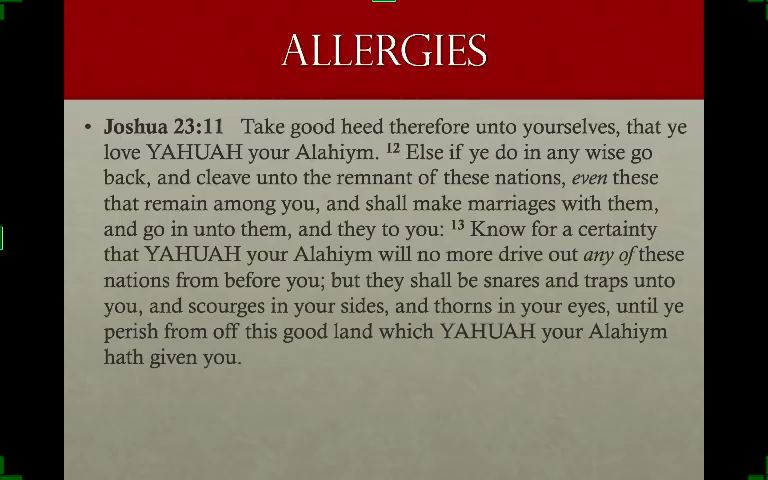 ALLERGIES
• Joshua 23:11 Take good heed therefore unto yourselves, that ye
love YAHUAH your Alahiym. 12 Else if ye do in any wise go
back, and cleave unto the remnant of these nations, even these
that remain among you, and shall make marriages with them,
and go in unto them, and they to you: 13 Know for a certainty
that YAHUAH your Alahiym will no more drive out any of these
nations from before you; but they shall be snares and traps unto
you, and scourges in your sides, and thorns in your eyes, until ye
perish from off this good land which YAHUAH your Alahiym
hath given you.